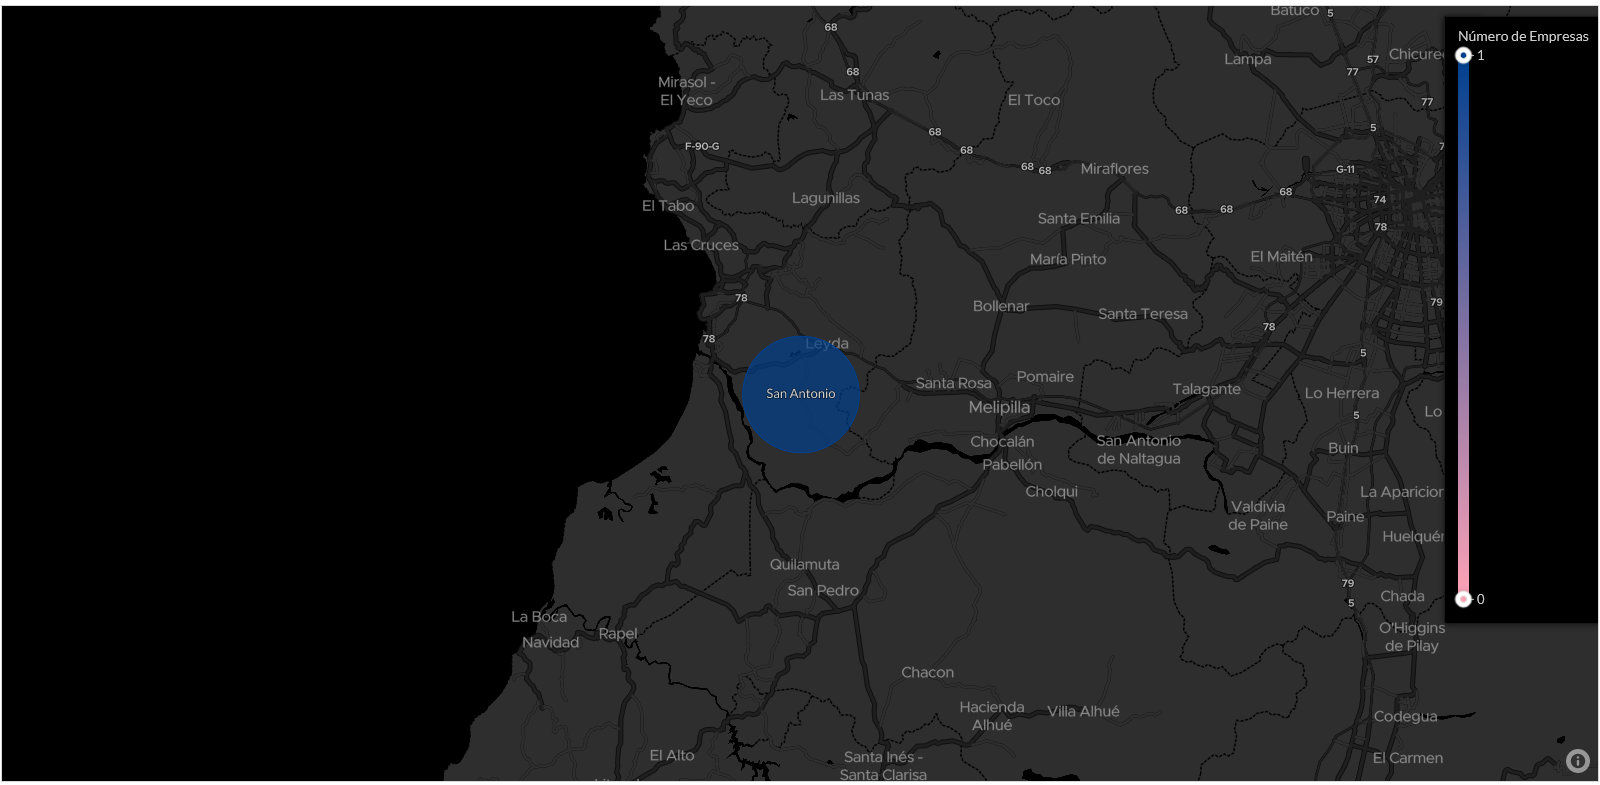 Batuco
5
68
Número de Empresas
1
Chicure
57
Lampa
77
68
Mirasol -
El Yeco
Las Tunas
El Toco
77
5
68
F-90-G
68
68
68
Miraflores
G-11
68
74
Lagunillas
El Tabo
68
68
Santa Emilia
78
Las Cruces
María Pinto
El Maitén
78
Bollenar
79
Santa Teresa
78
78
Leyda
5
Santa Rosa
Pomaire
Talagante
San Antonio
Lo Herrera
Melipilla
5
Lo
Chocalán
San Antonio
de Naltagua
Buin
Pabellón
Cholqui
La Aparicion
Valdivia
de Paine
Paine
Huelquén
Quilamuta
San Pedro
79
5
Chada
0
La Boca
Navidad
Rapel
O'Higgins
de Pilay
Chacon
Hacienda
Alhué
Villa Alhué
Codegua
El Alto
Santa Inés -
Santa Clarisa
El Carmen